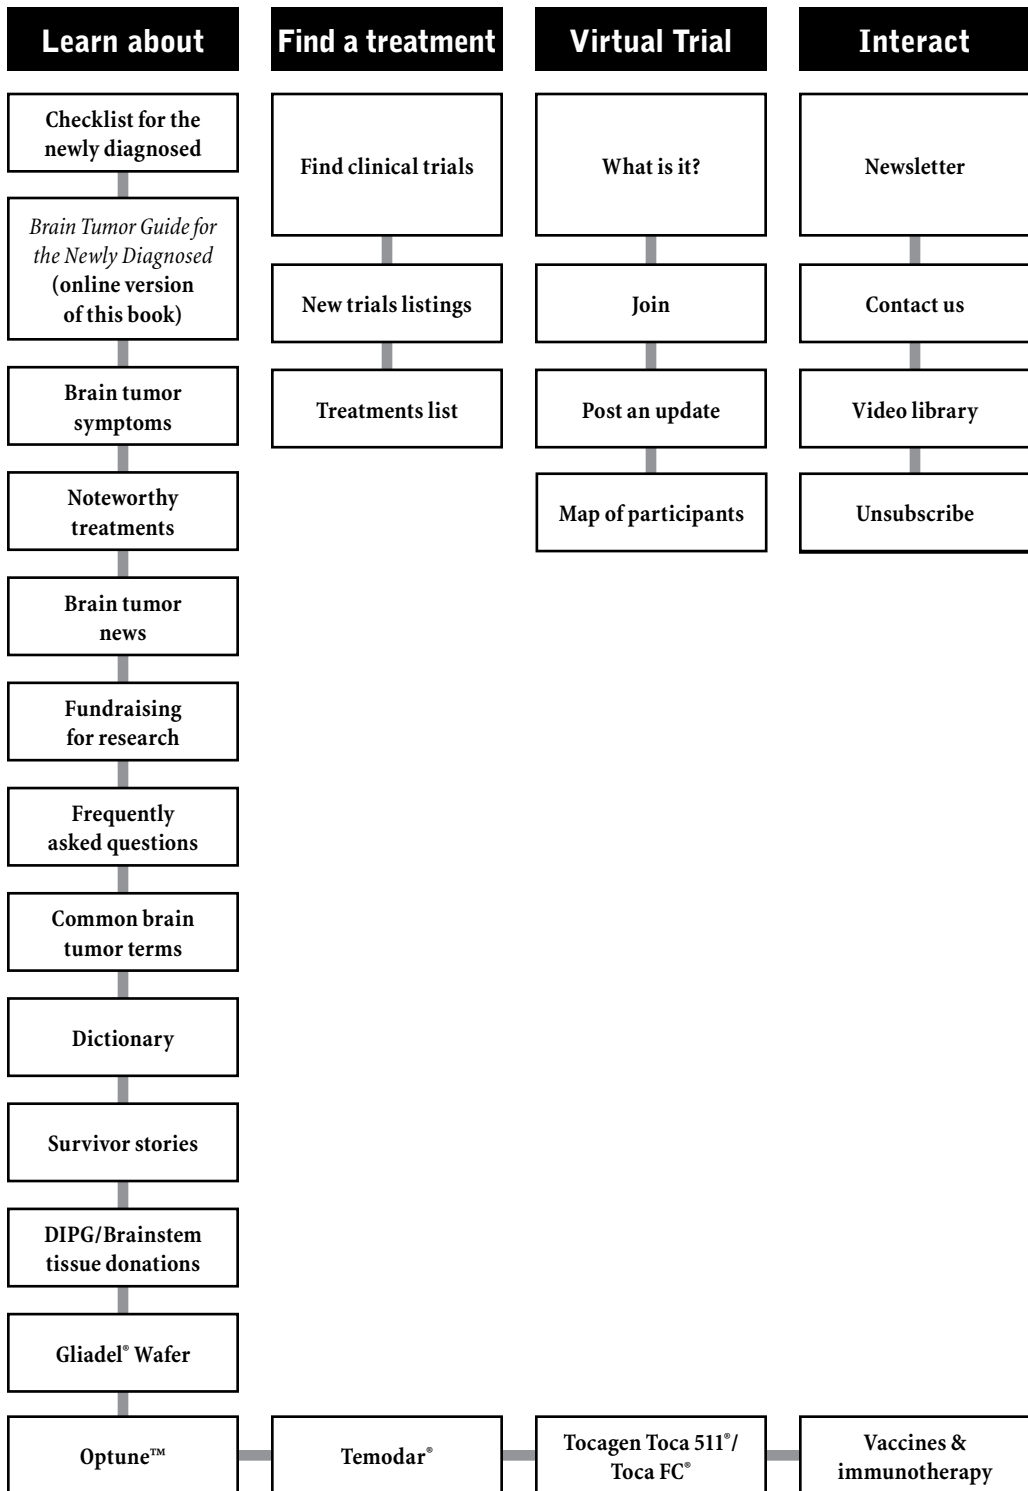 Learn about
Checklist for the
newly diagnosed
Brain Tumor Guide for
the Newly Diagnosed
(online version
of this book)
Brain tumor
symptoms
Noteworthy
treatments
Brain tumor
news
Fundraising
for research
Frequently
asked questions
Common brain
tumor terms
Dictionary
Survivor stories
DIPG/Brainstem
tissue donations
Gliadel® Wafer
Optune™
Temodar®
Tocagen Toca 511®/
Toca FC®
Vaccines &
immunotherapy
Find a treatment
Find clinical trials
New trials listings
Treatments list
Virtual Trial
What is it?
Join
Post an update
Map of participants
Interact
Newsletter
Contact us
Video library
Unsubscribe